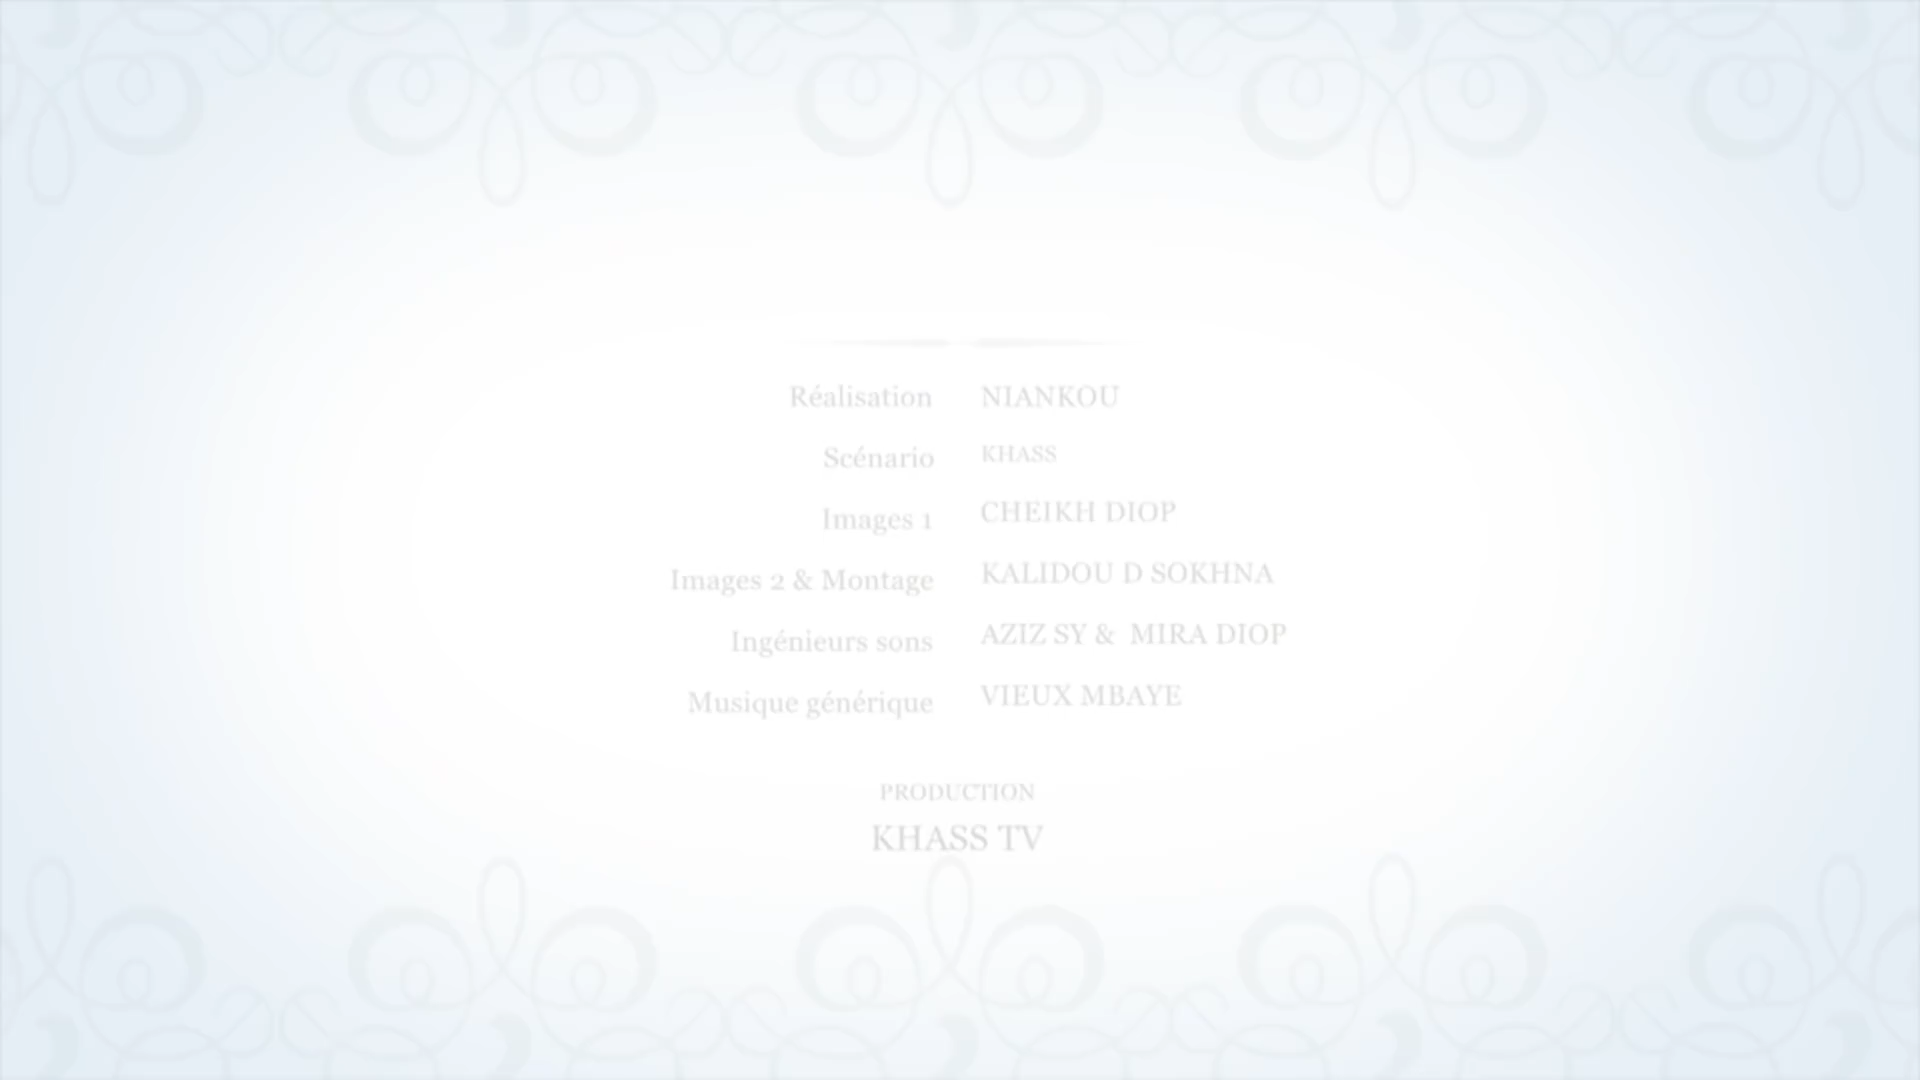 Réalisation NIANKOU
Scénario KHASS
Images 1 CHEIKH DIOP
Images 2 & Montage KALIDOU D SOKHNA
Ingénieurs sons AZIZ SY & MIRA DIOP
Musique générique VIEUX MBAYE
PRODUCTION
KHASS TV